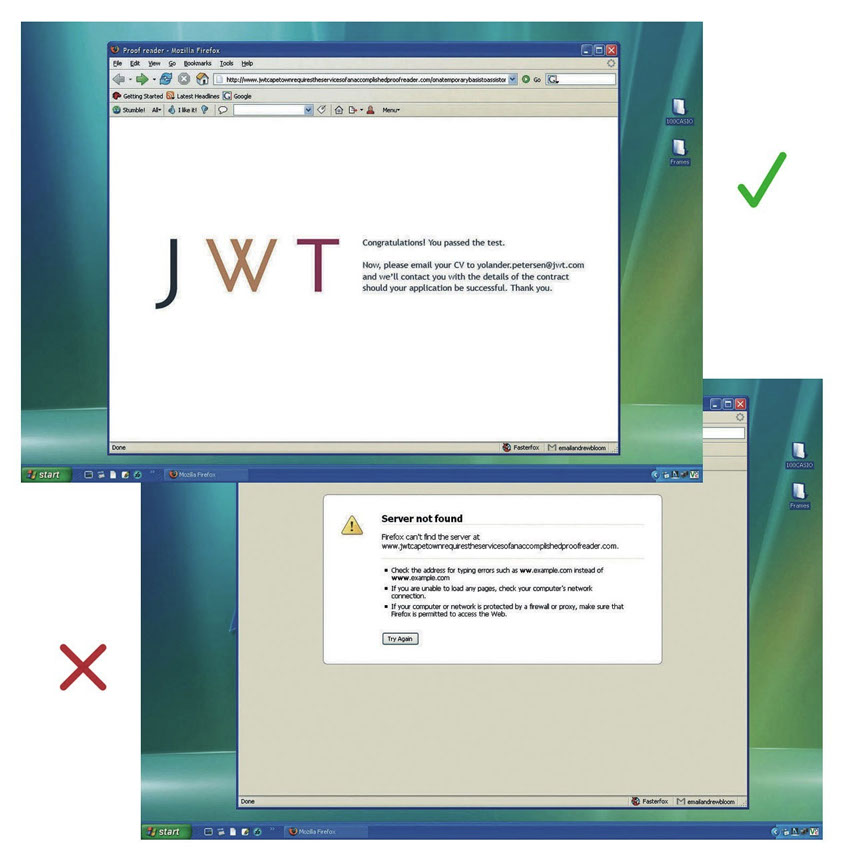 Proof reader - Mozilla Firefox
File Edit View Go Bookmarks Tools Help
http://www.jwtcapetownrequirestheservicesofanaccomplishedproofreader.com/onatemporarybasistoassistor
Go
Getting Started Latest Headlines Google
Stumble! All I like it! Menu
100CASIO
Frames
JWT
Congratulations! You passed the test.
Now, please email your CV to yolander.petersen@jwt.com
and we'll contact you with the details of the contract
should your application be successful. Thank you.
Done Fasterfox emailandrewbloom
start Mozilla Firefox
100CASIO
Frames
Server not found
Firefox can't find the server at
www.jwtcapetownrequirestheservicesofanaccomplishedproofreader.com.
Check the address for typing errors such as ww.example.com instead of
www.example.com
If you are unable to load any pages, check your computer's network
connection.
If your computer or network is protected by a firewall or proxy, make sure that
Firefox is permitted to access the Web.
Try Again
Done Fasterfox emailandrewbloom
start Mozilla Firefox